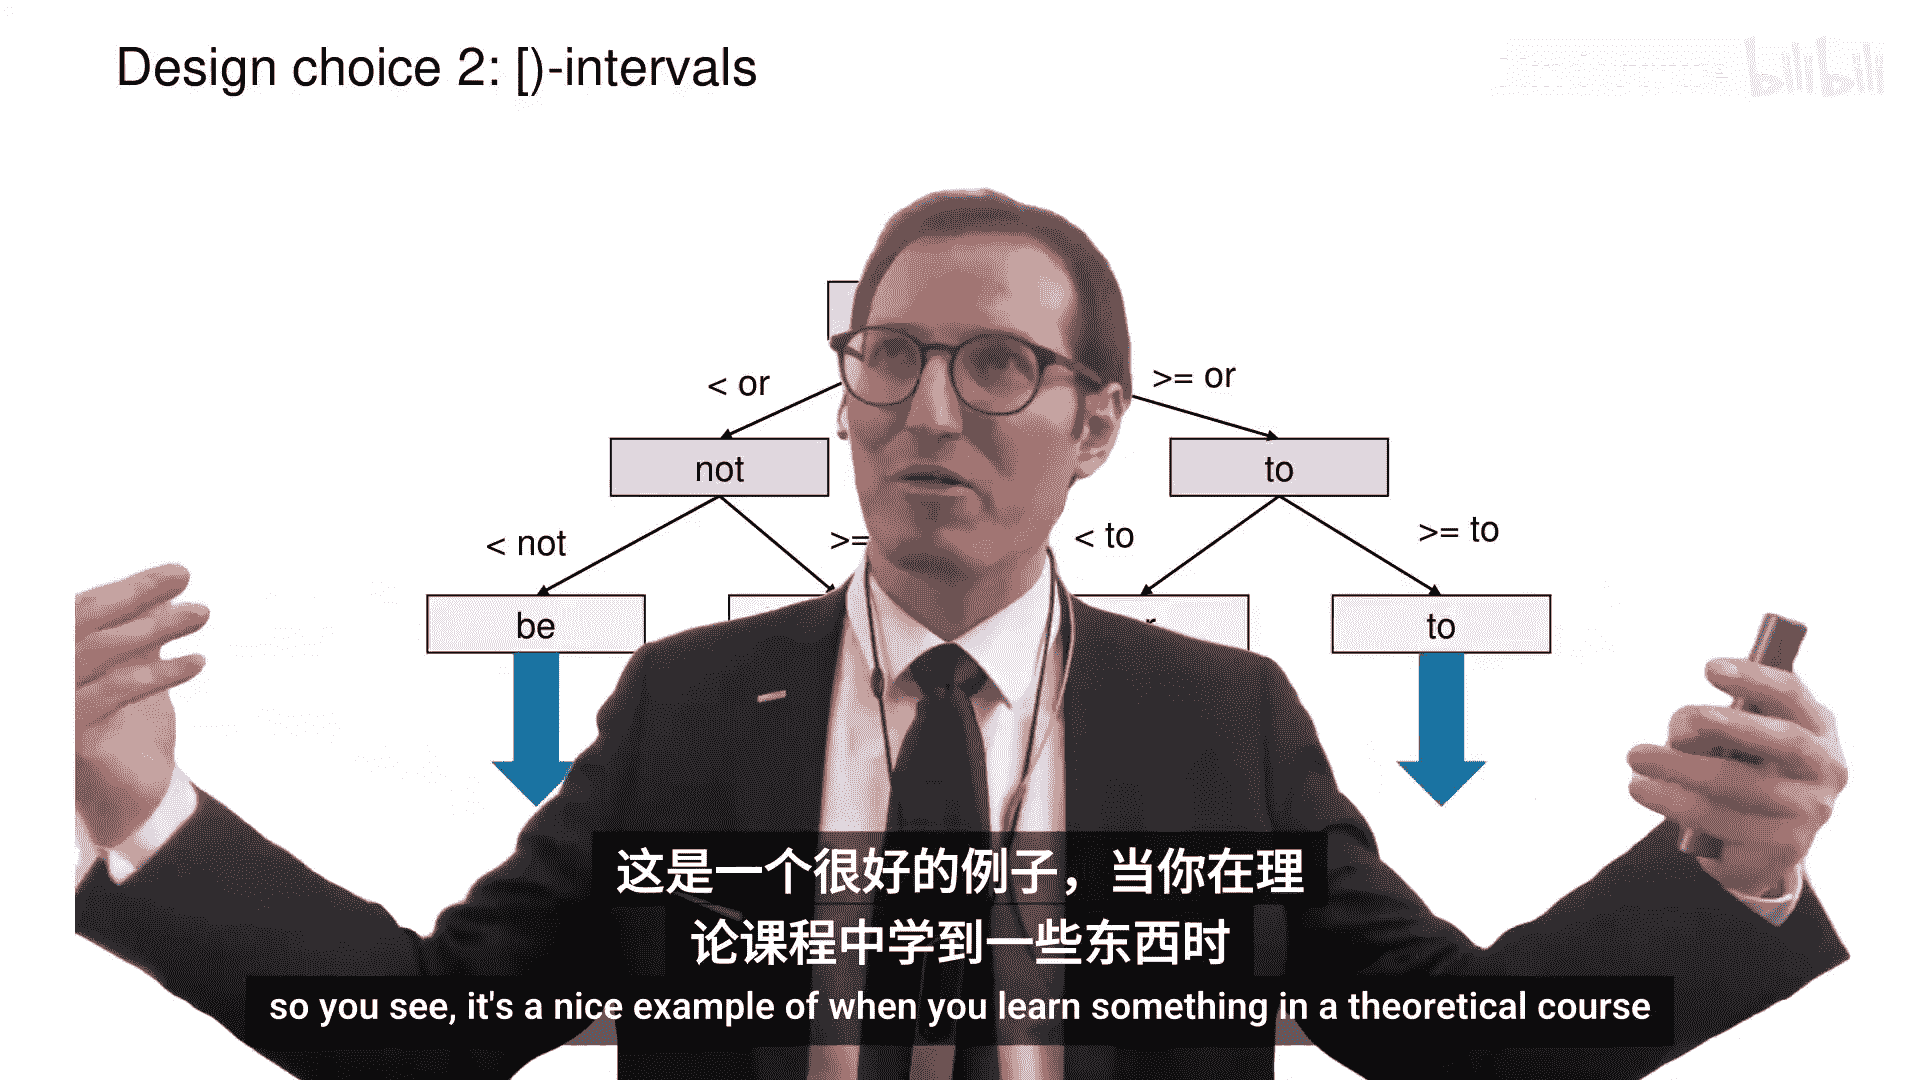 Design choice 2: [)-intervals
bilibili
< or
>= or
not
to
< not
>=
< to
>= to
be
r
to
这是一个很好的例子，当你在理
论课程中学到一些东西时
so you see, it's a nice example of when you learn something in a theoretical course